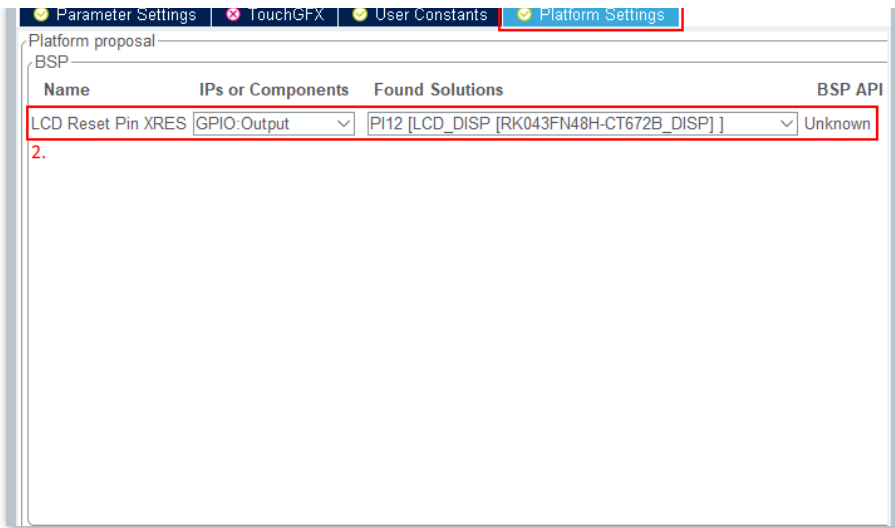 Parameter Settings TouchGFX User Constants Platform Settings
Platform proposal
BSP
Name IPs or Components Found Solutions BSP API
LCD Reset Pin XRES GPIO:Output PI12 [LCD_DISP [RK043FN48H-CT672B_DISP] ] Unknown
2.